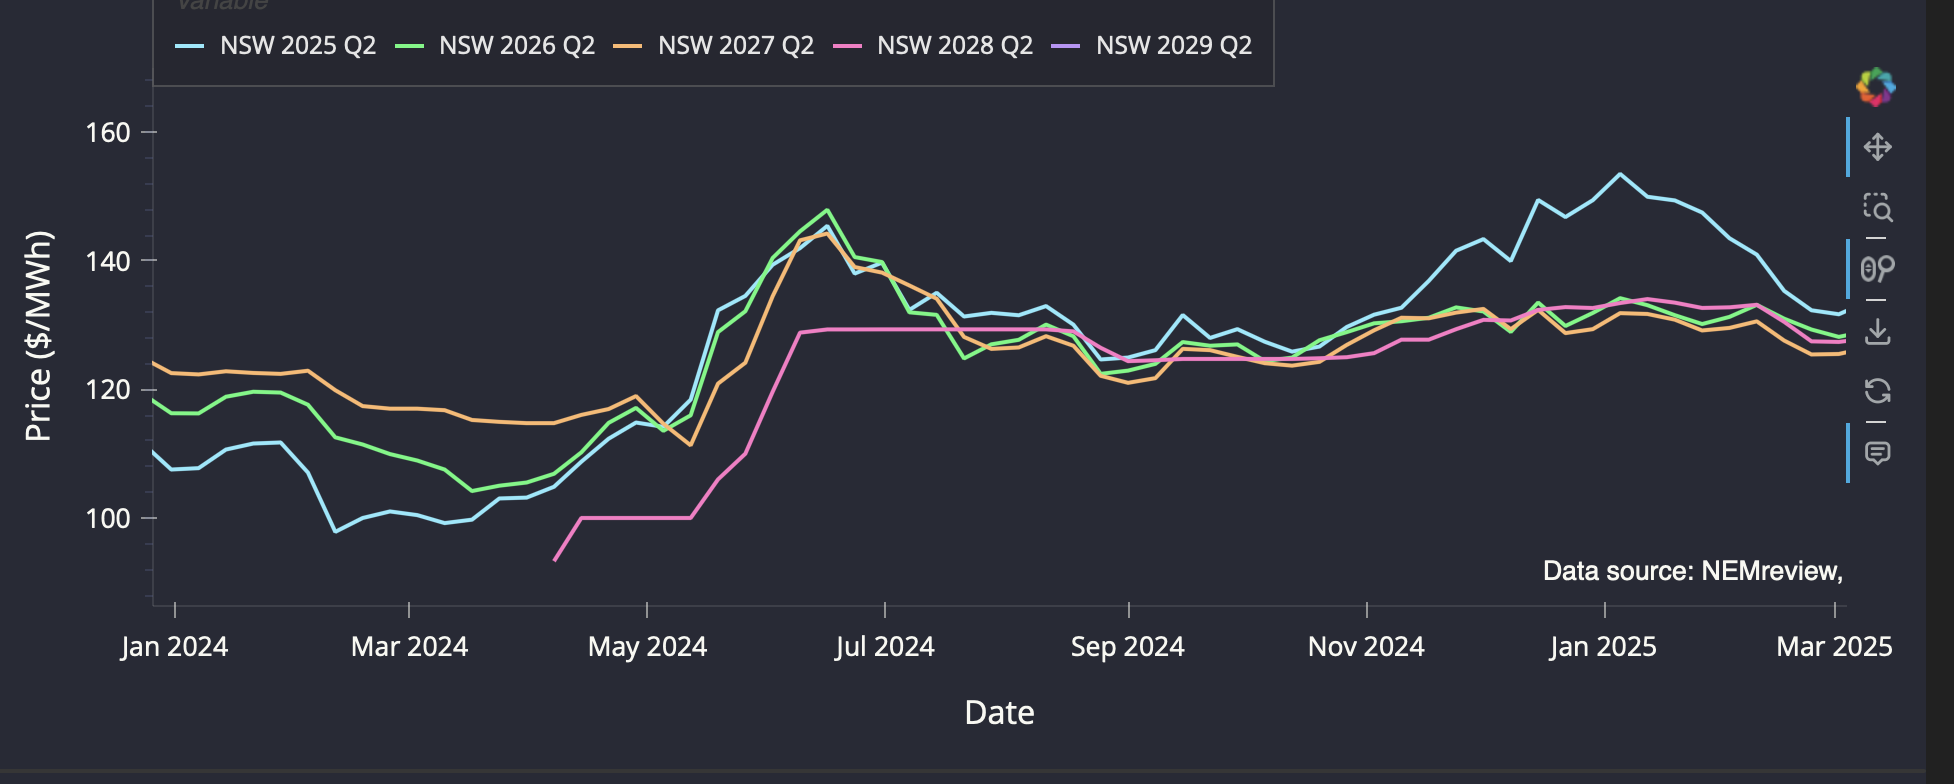 Variable
NSW 2025 Q2 NSW 2026 Q2 NSW 2027 Q2 NSW 2028 Q2 NSW 2029 Q2
160
140
120
100
Price ($/MWh)
Data source: NEMreview,
Jan 2024 Mar 2024 May 2024 Jul 2024 Sep 2024 Nov 2024 Jan 2025 Mar 2025
Date